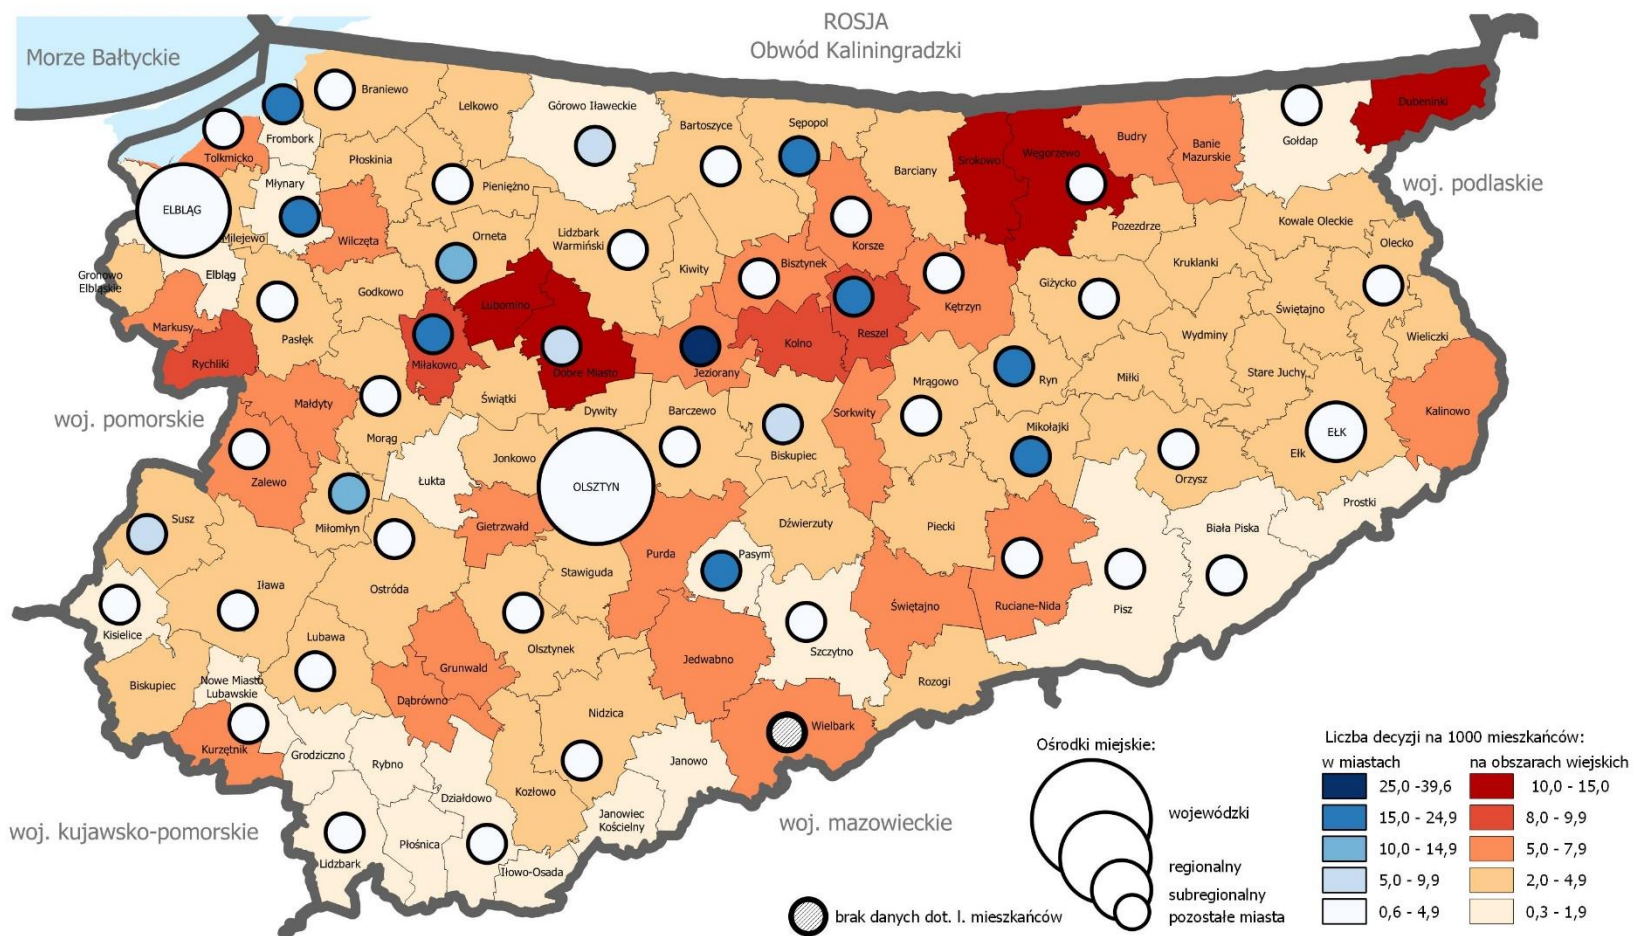 ROSJA
Obwód Kaliningradzki
Morze Bałtyckie
Braniewo
Lelkowo
Górowo Iławeckie
Bartoszyce
Sępopol
Srokowo
Węgorzewo
Budry
Banie
Mazurskie
Gołdap
Dubeninki
Frombork
Tolkmicko
Płoskinia
Pieniężno
Barciany
woj. podlaskie
Młynary
ELBLĄG
Milejewo
Wilczęta
Orneta
Lidzbark
Warmiński
Kiwity
Korsze
Bisztynek
Kętrzyn
Pozezdrze
Kowale Oleckie
Olecko
Kruklanki
Giżycko
Gronowo
Elbląskie
Elbląg
Godkowo
Lubomino
Świętajno
Markusy
Pasłęk
Rychliki
Miłakowo
Dobre Miasto
Jeziorany
Kolno
Reszel
Wydminy
Wieliczki
Małdyty
Świątki
Mrągowo
Ryn
Miłki
Stare Juchy
woj. pomorskie
Morąg
Dywity
Barczewo
Sorkwity
Kalinowo
Zalewo
Łukta
Jonkowo
Biskupiec
Mikołajki
Ełk
EŁK
Orzysz
OLSZTYN
Susz
Miłomłyn
Gietrzwałd
Dźwierzuty
Piecki
Prostki
Biała Piska
Purda
Pasym
Iława
Ostróda
Stawiguda
Świętajno
Ruciane-Nida
Pisz
Kisielice
Lubawa
Olsztynek
Szczytno
Jedwabno
Biskupiec
Nowe Miasto
Lubawskie
Grunwald
Dąbrówno
Rozogi
Nidzica
Wielbark
Kurzętnik
Grodziczno
Rybno
Janowo
Kozłowo
Działdowo
Janowiec
Kościelny
woj. kujawsko-pomorskie
woj. mazowieckie
Płośnica
Lidzbark
Iłowo-Osada
Ośrodki miejskie:
wojewódzki
regionalny
subregionalny
pozostałe miasta
brak danych dot. l. mieszkańców
Liczba decyzji na 1000 mieszkańców:
w miastach
na obszarach wiejskich
25,0 -39,6
10,0 - 15,0
15,0 - 24,9
8,0 - 9,9
10,0 - 14,9
5,0 - 7,9
5,0 - 9,9
2,0 - 4,9
0,6 - 4,9
0,3 - 1,9